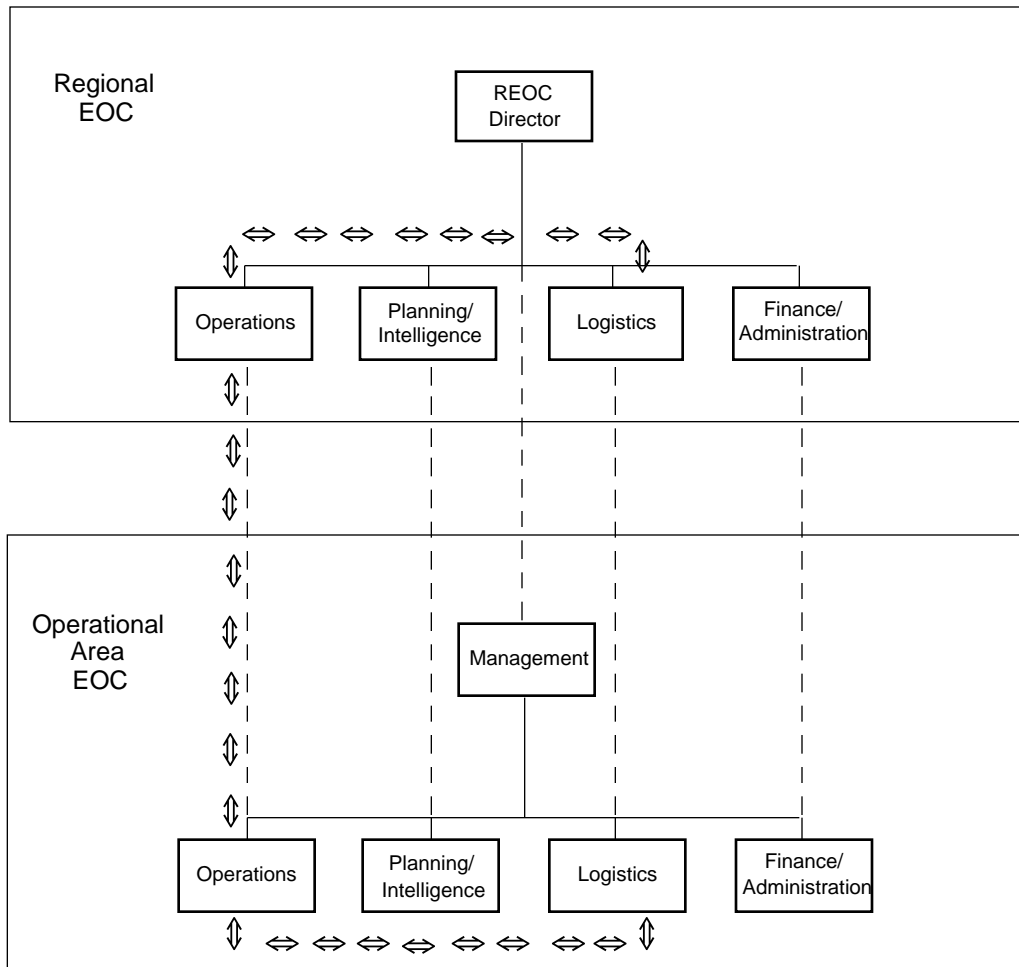 Regional
EOC
REOC
Director
Operations
Planning/
Intelligence
Logistics
Finance/
Administration
Operational
Area
EOC
Management
Operations
Planning/
Intelligence
Logistics
Finance/
Administration